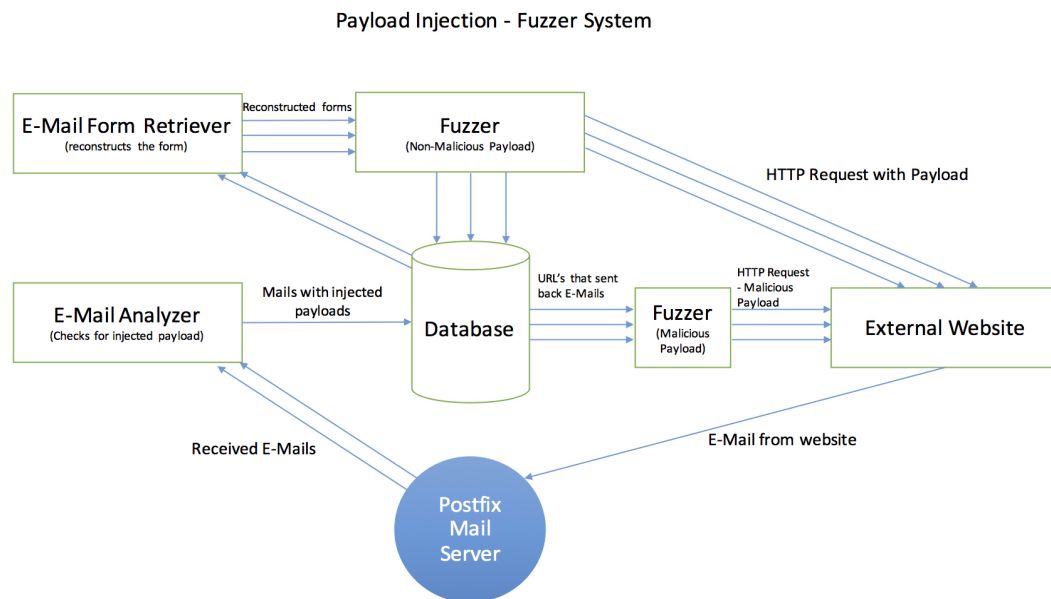 Payload Injection - Fuzzer System
E-Mail Form Retriever
(reconstructs the form)
Reconstructed forms
Fuzzer
(Non-Malicious Payload)
HTTP Request with Payload
E-Mail Analyzer
(Checks for injected payload)
Mails with injected
payloads
Database
URL's that sent
back E-Mails
Fuzzer
(Malicious
Payload)
HTTP Request
- Malicious
Payload
External Website
Received E-Mails
E-Mail from website
Postfix
Mail
Server